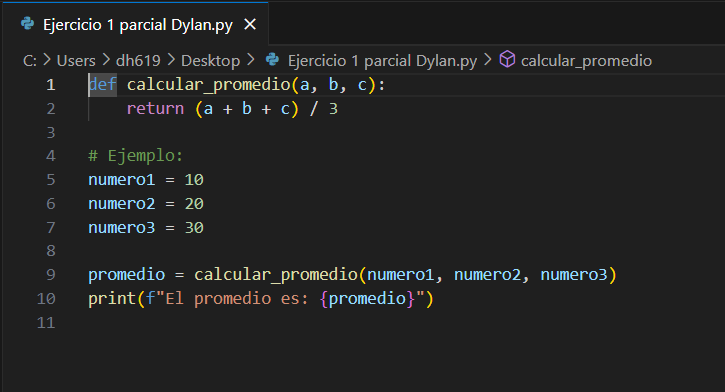 Ejercicio 1 parcial Dylan.py
C: > Users > dh619 > Desktop > Ejercicio 1 parcial Dylan.py > calcular_promedio
1 def calcular_promedio(a, b, c):
2     return (a + b + c) / 3
3
4 # Ejemplo:
5 numero1 = 10
6 numero2 = 20
7 numero3 = 30
8
9 promedio = calcular_promedio(numero1, numero2, numero3)
10 print(f"El promedio es: {promedio}")
11